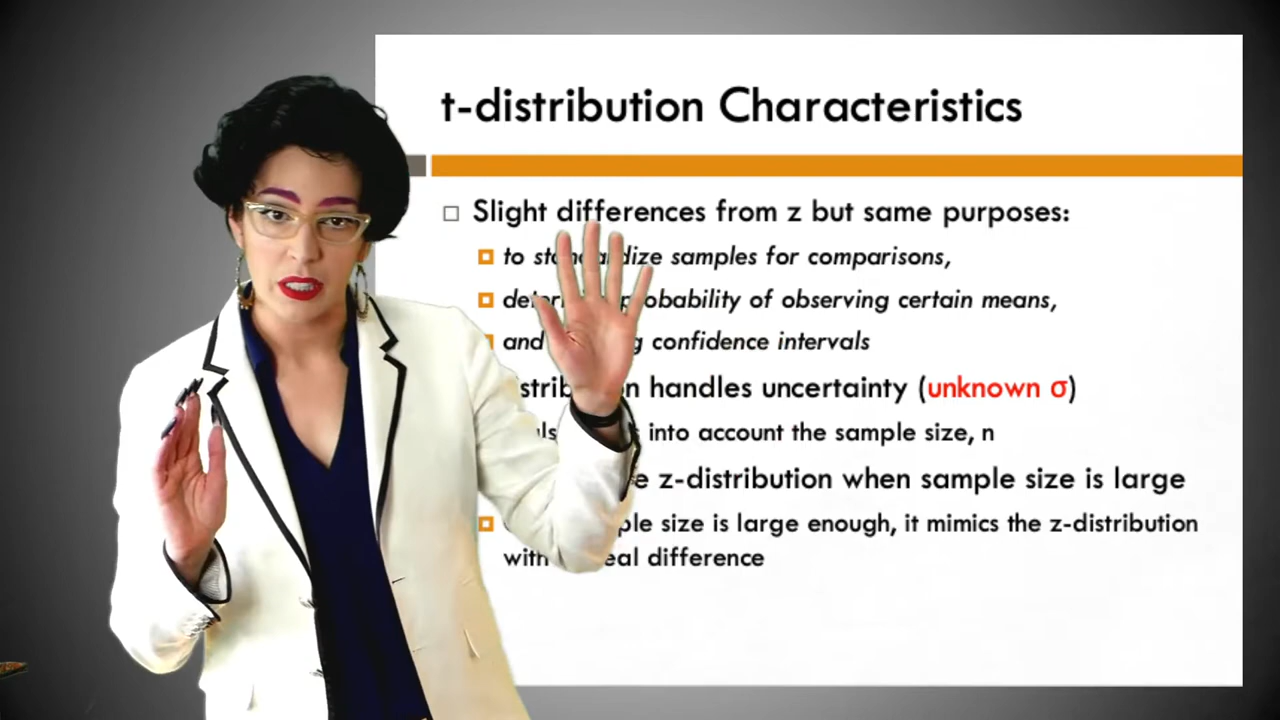 t-distribution Characteristics
Slight differences from z but same purposes:
to standardize samples for comparisons,
probability of observing certain means,
and confidence intervals
handles uncertainty (unknown σ)
into account the sample size, n
z-distribution when sample size is large
size is large enough, it mimics the z-distribution
with difference